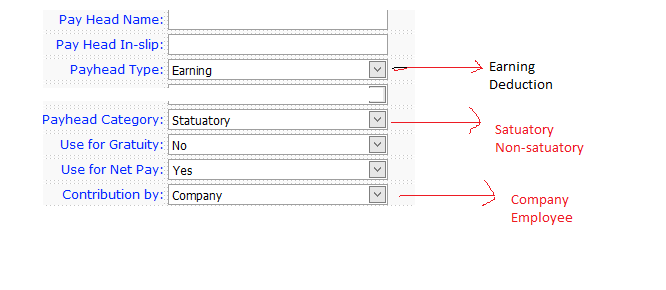 Pay Head Name:
Pay Head In-slip:
Payhead Type: Earning
Earning
Deduction
Payhead Category: Statuatory
Satuatory
Non-satuatory
Use for Gratuity: No
Use for Net Pay: Yes
Contribution by: Company
Company
Employee